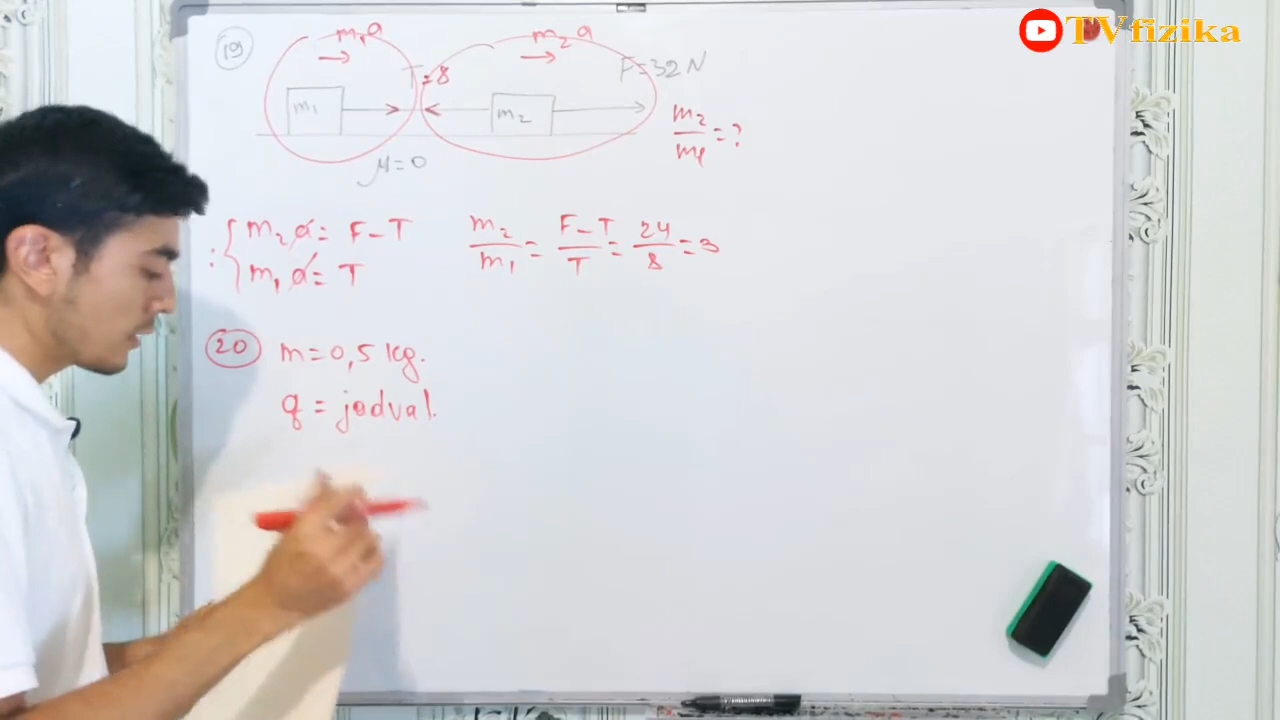 TVfizika
19
m₁a
m₂a
T=8
F=32 N
m₁
m₂
m₂/m₁=?
μ=0
m₂a = F-T
m₁a = T
m₂/m₁ = F-T/T = 24/8 = 3
20 m=0,5 kg.
q = jadval.